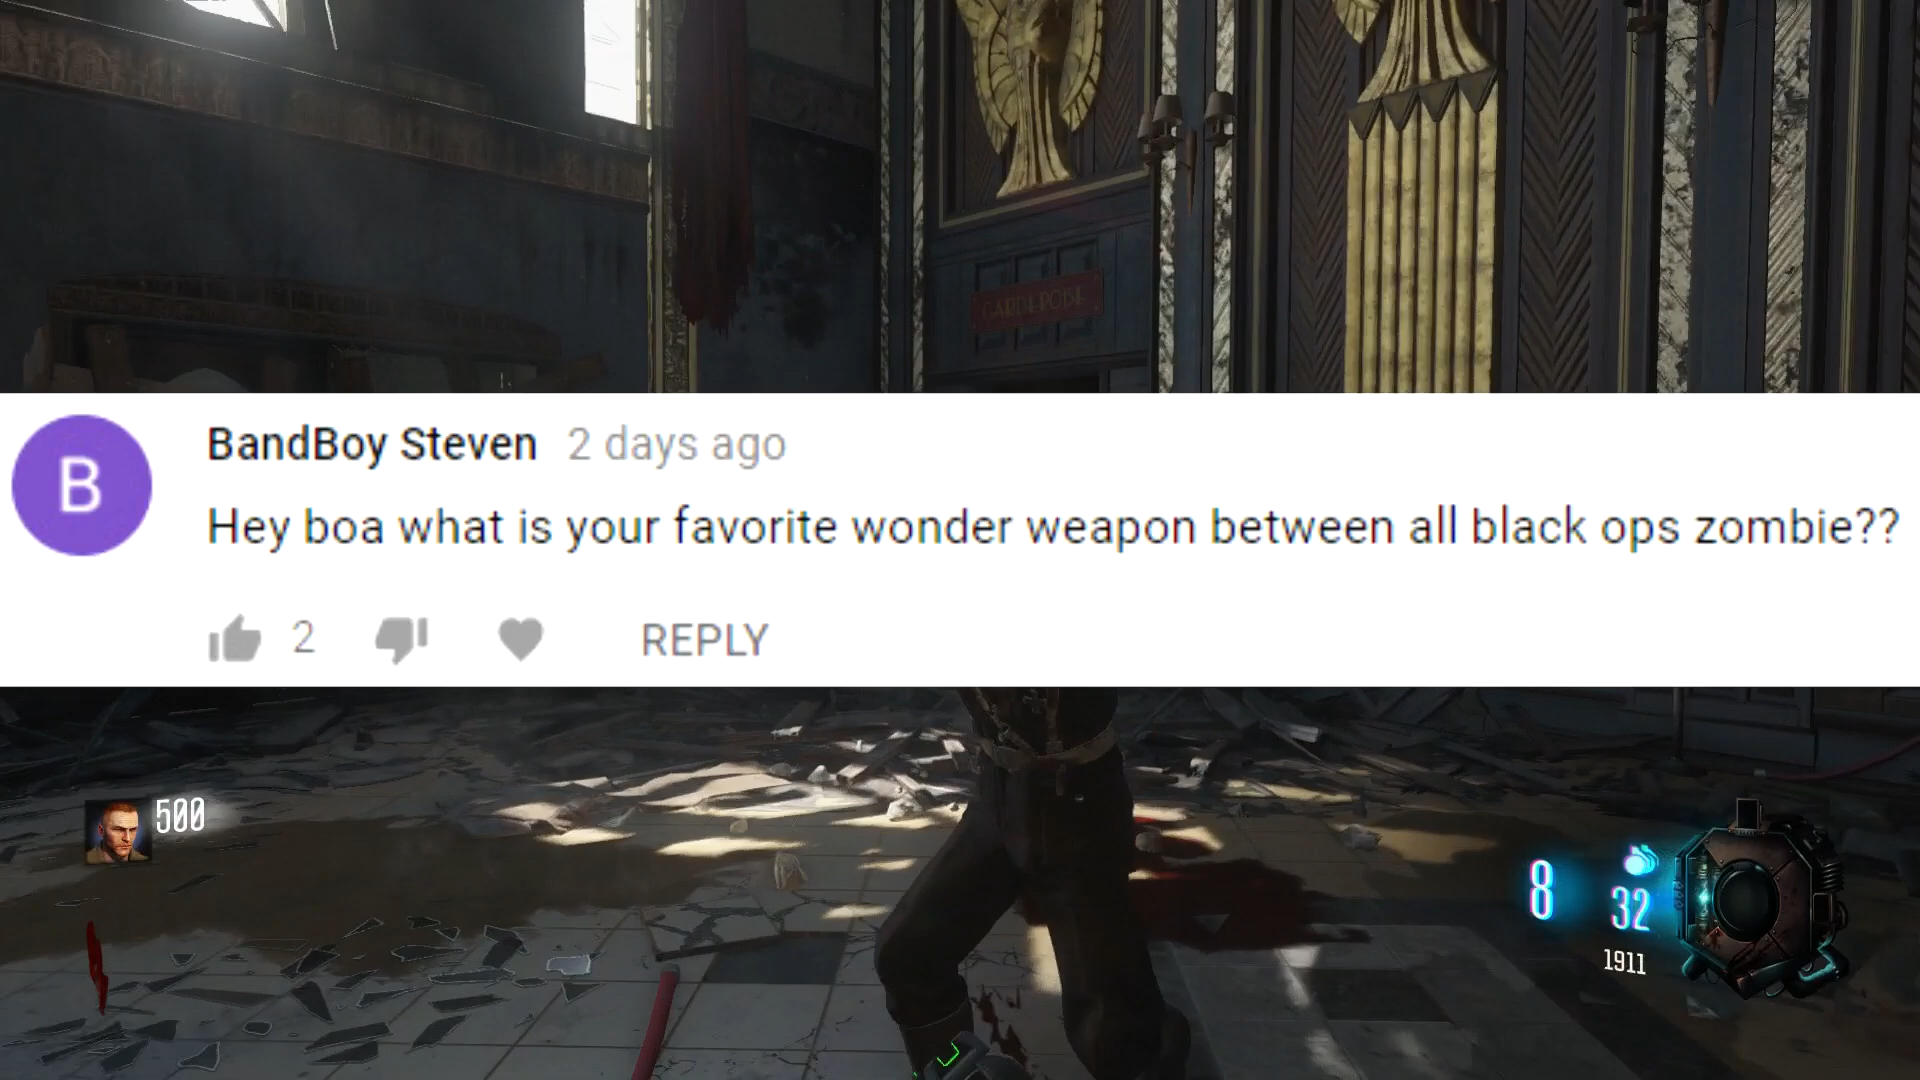 GARDEROBE
B
BandBoy Steven 2 days ago
Hey boa what is your favorite wonder weapon between all black ops zombie??
2
REPLY
500
8
32
1911